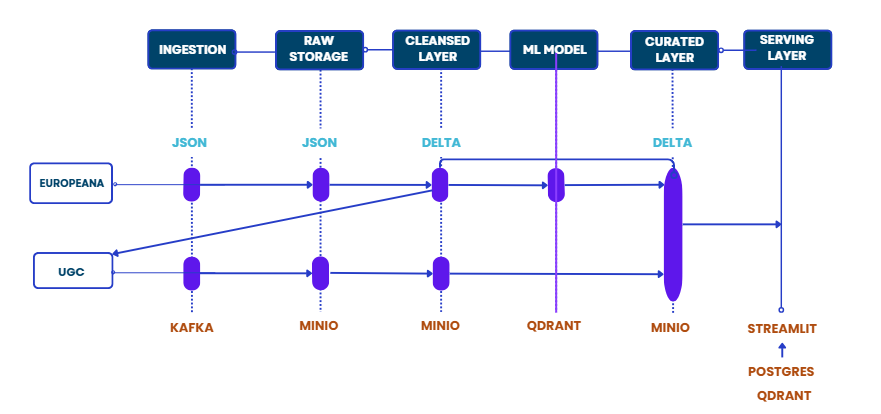 INGESTION
RAW
STORAGE
CLEANSED
LAYER
ML MODEL
CURATED
LAYER
SERVING
LAYER
JSON
JSON
DELTA
DELTA
EUROPEANA
UGC
KAFKA
MINIO
MINIO
QDRANT
MINIO
STREAMLIT
POSTGRES
QDRANT